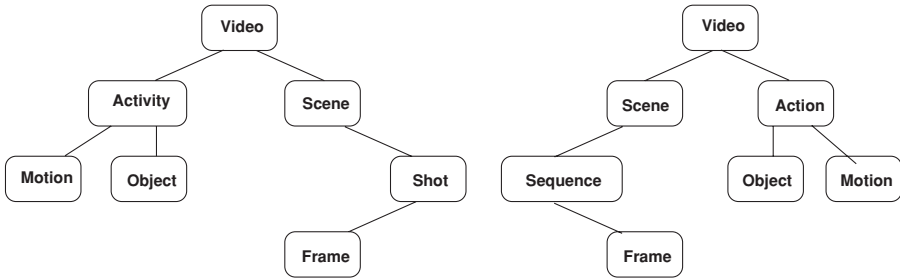 Video
Activity
Scene
Motion
Object
Shot
Frame
Video
Scene
Action
Sequence
Object
Motion
Frame